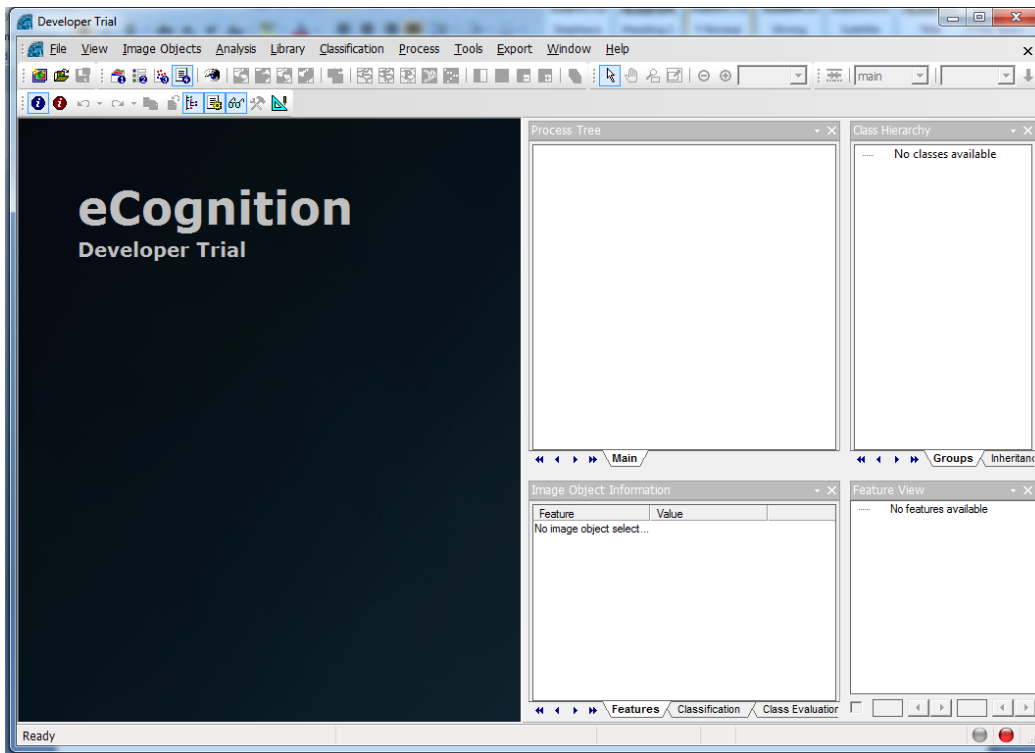 Developer Trial
File View Image Objects Analysis Library Classification Process Tools Export Window Help
main
eCognition
Developer Trial
Process Tree
Main
Class Hierarchy
No classes available
Groups Inheritanc
Image Object Information
Feature Value
No image object select...
Features Classification Class Evaluation
Feature View
No features available
Ready